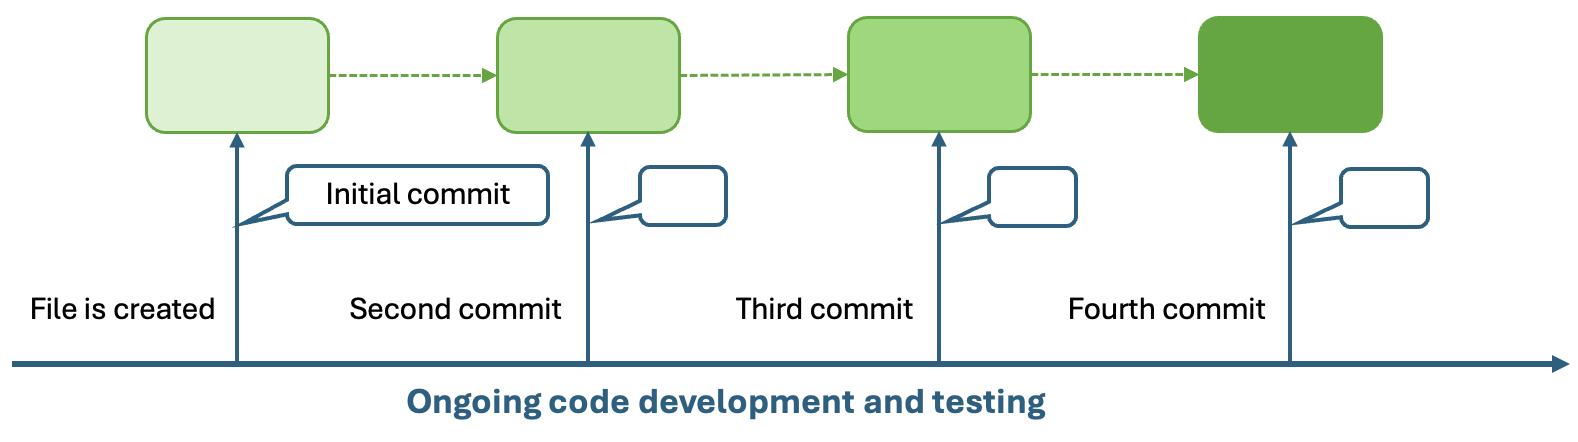 Initial commit
File is created
Second commit
Third commit
Fourth commit
Ongoing code development and testing